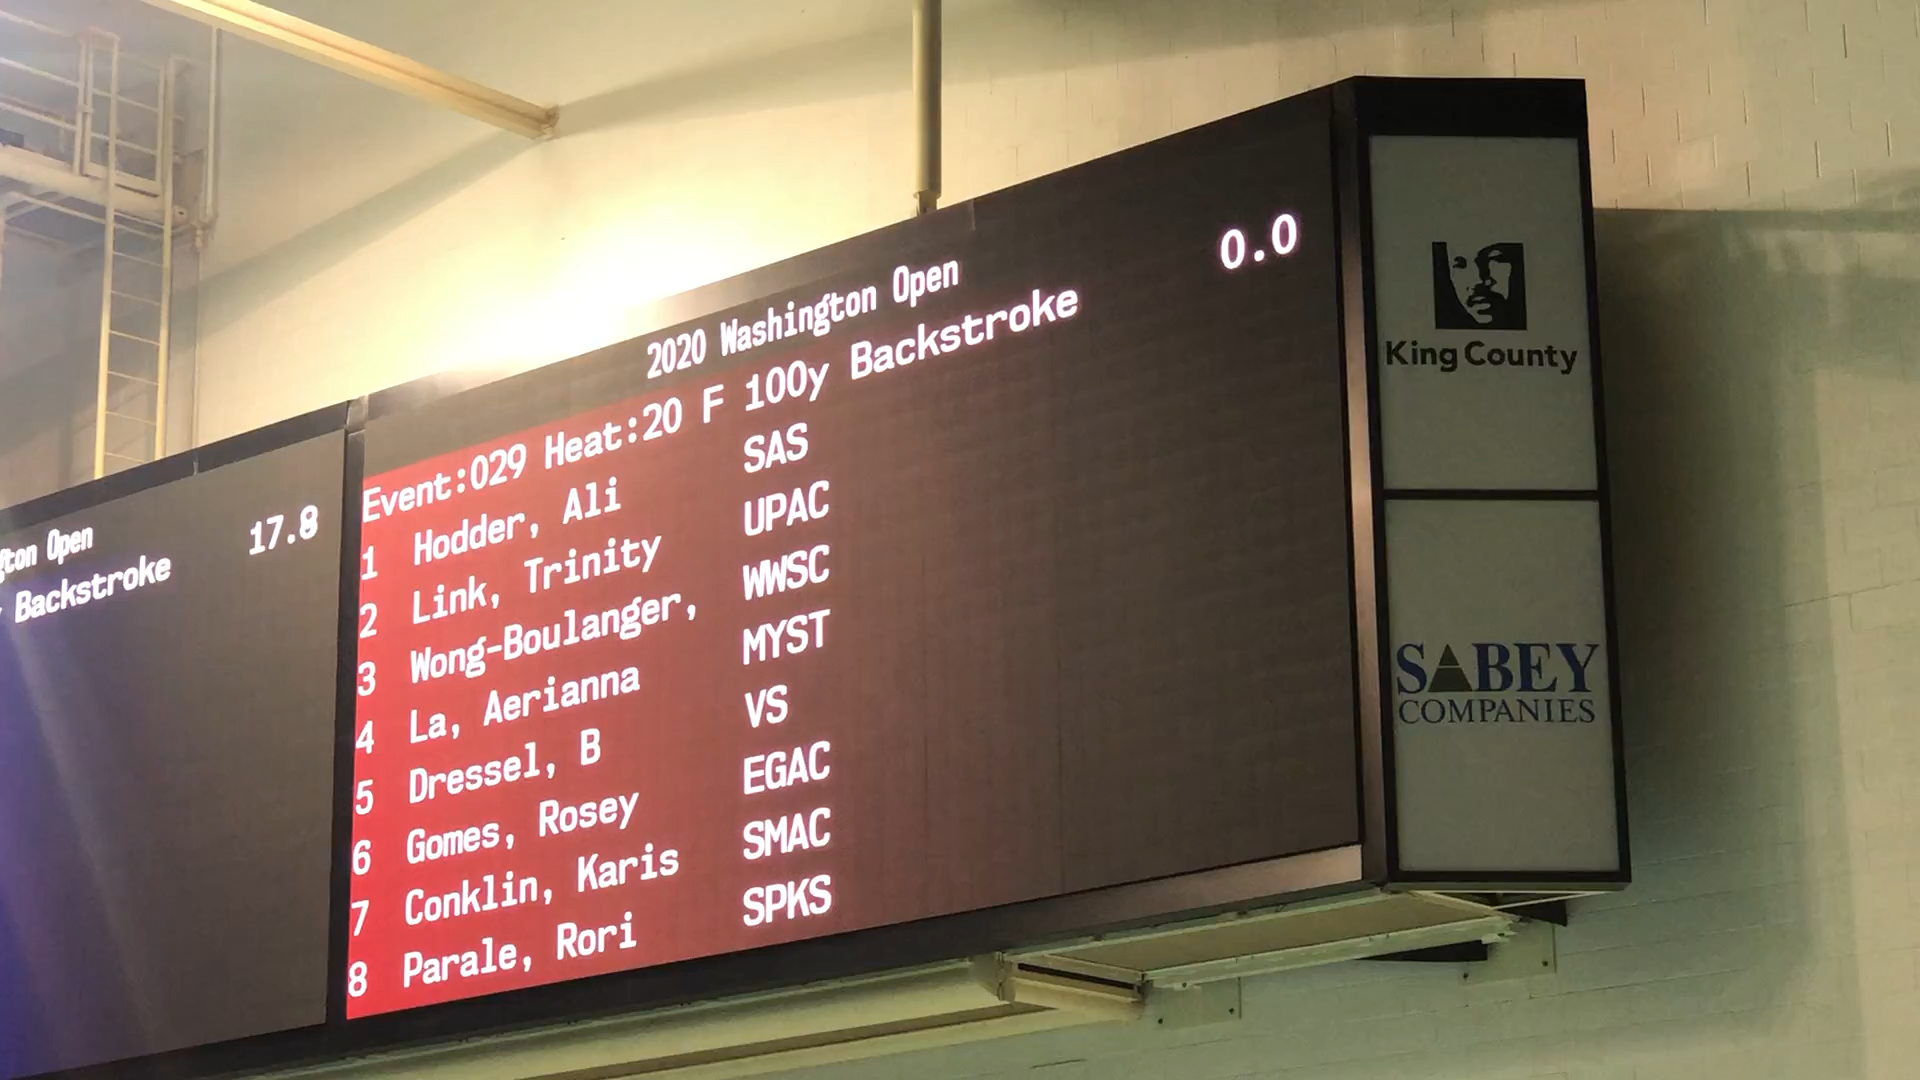 gton Open 17.8
Backstroke
2020 Washington Open 0.0
Event:029 Heat:20 F 100y Backstroke
1 Hodder, Ali SAS
2 Link, Trinity UPAC
3 Wong-Boulanger, WWSC
4 La, Aerianna MYST
5 Dressel, B VS
6 Gomes, Rosey EGAC
7 Conklin, Karis SMAC
8 Parale, Rori SPKS
King County
SABEY
COMPANIES